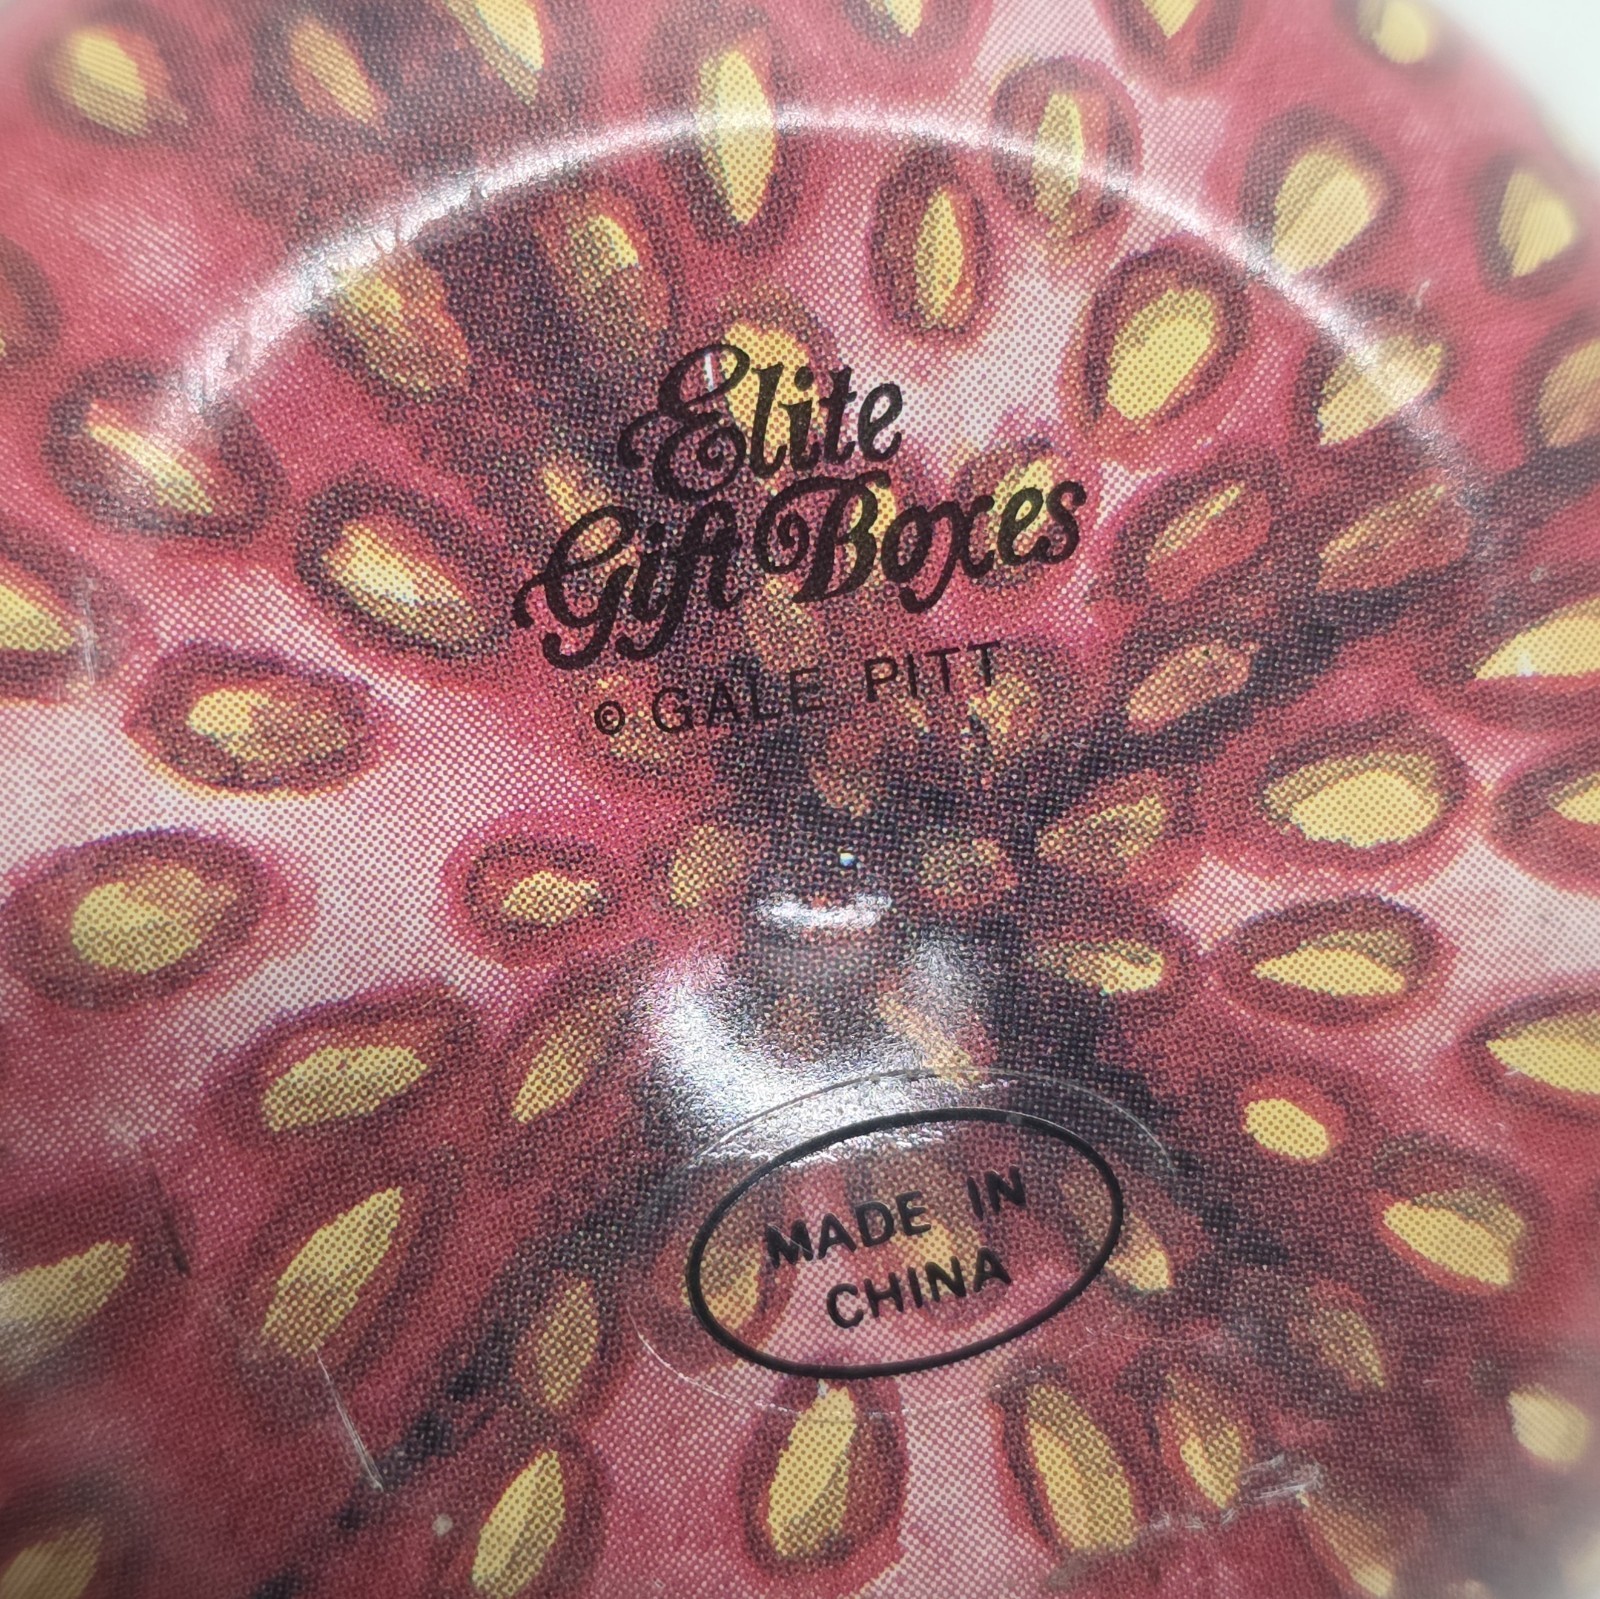 Elite
Gift Boxes
© GALE PITT
MADE IN
CHINA